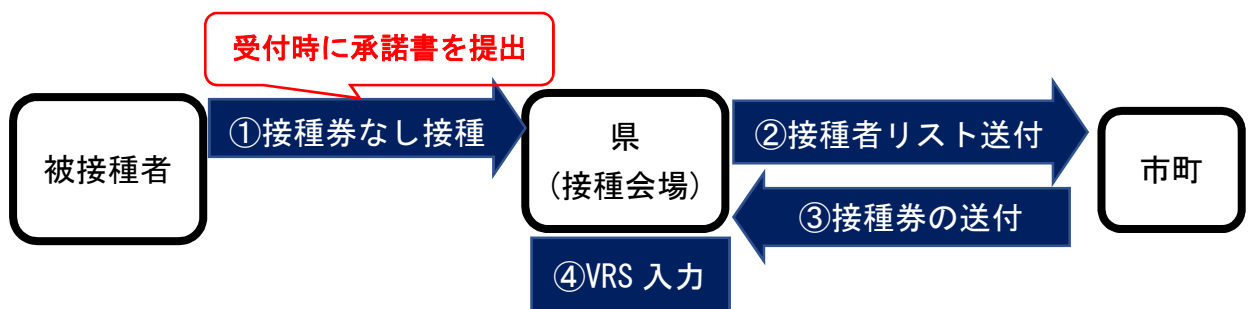 受付時に承諾書を提出
被接種者
①接種券なし接種
県
(接種会場)
②接種者リスト送付
③接種券の送付
市町
④VRS 入力